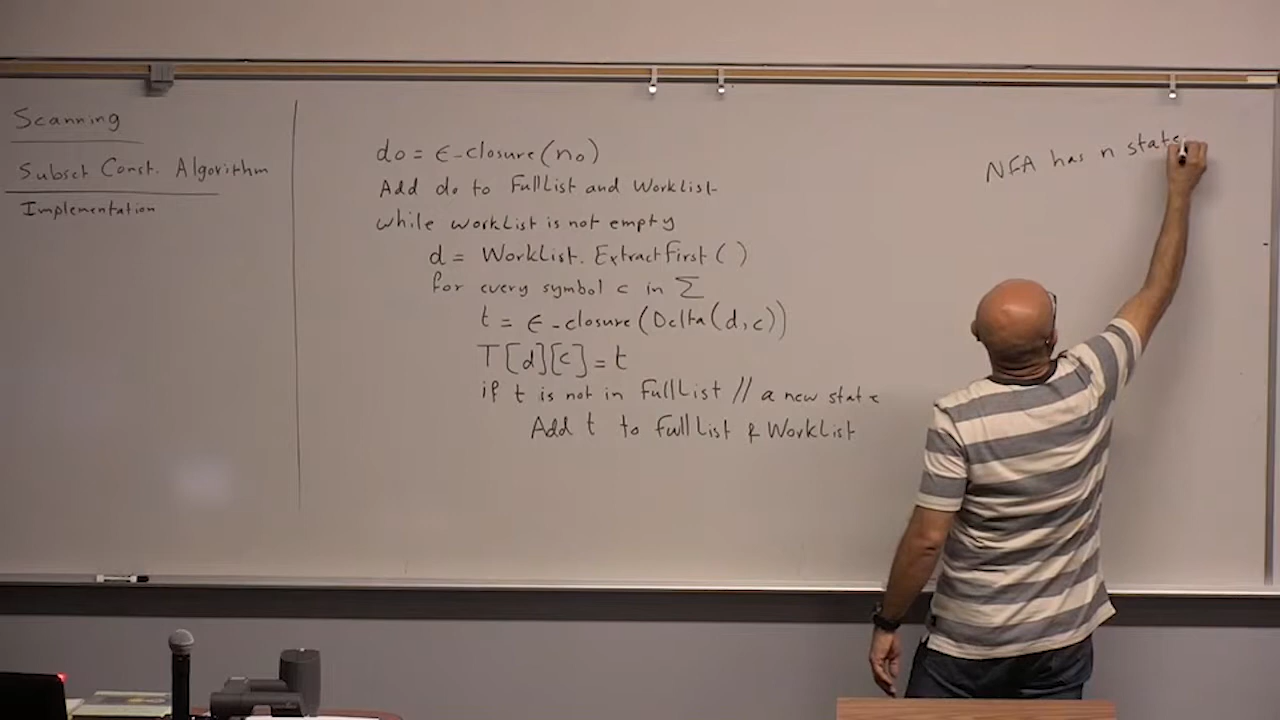 Scanning
Subset Const. Algorithm
Implementation
d0 = ϵ-closure(n0)
Add d0 to FullList and WorkList
while workList is not empty
d = WorkList.ExtractFirst( )
for every symbol c in Σ
t = ϵ-closure(Delta(d,c))
T[d][c] = t
if t is not in FullList // a new state
Add t to FullList & WorkList
NFA has n state